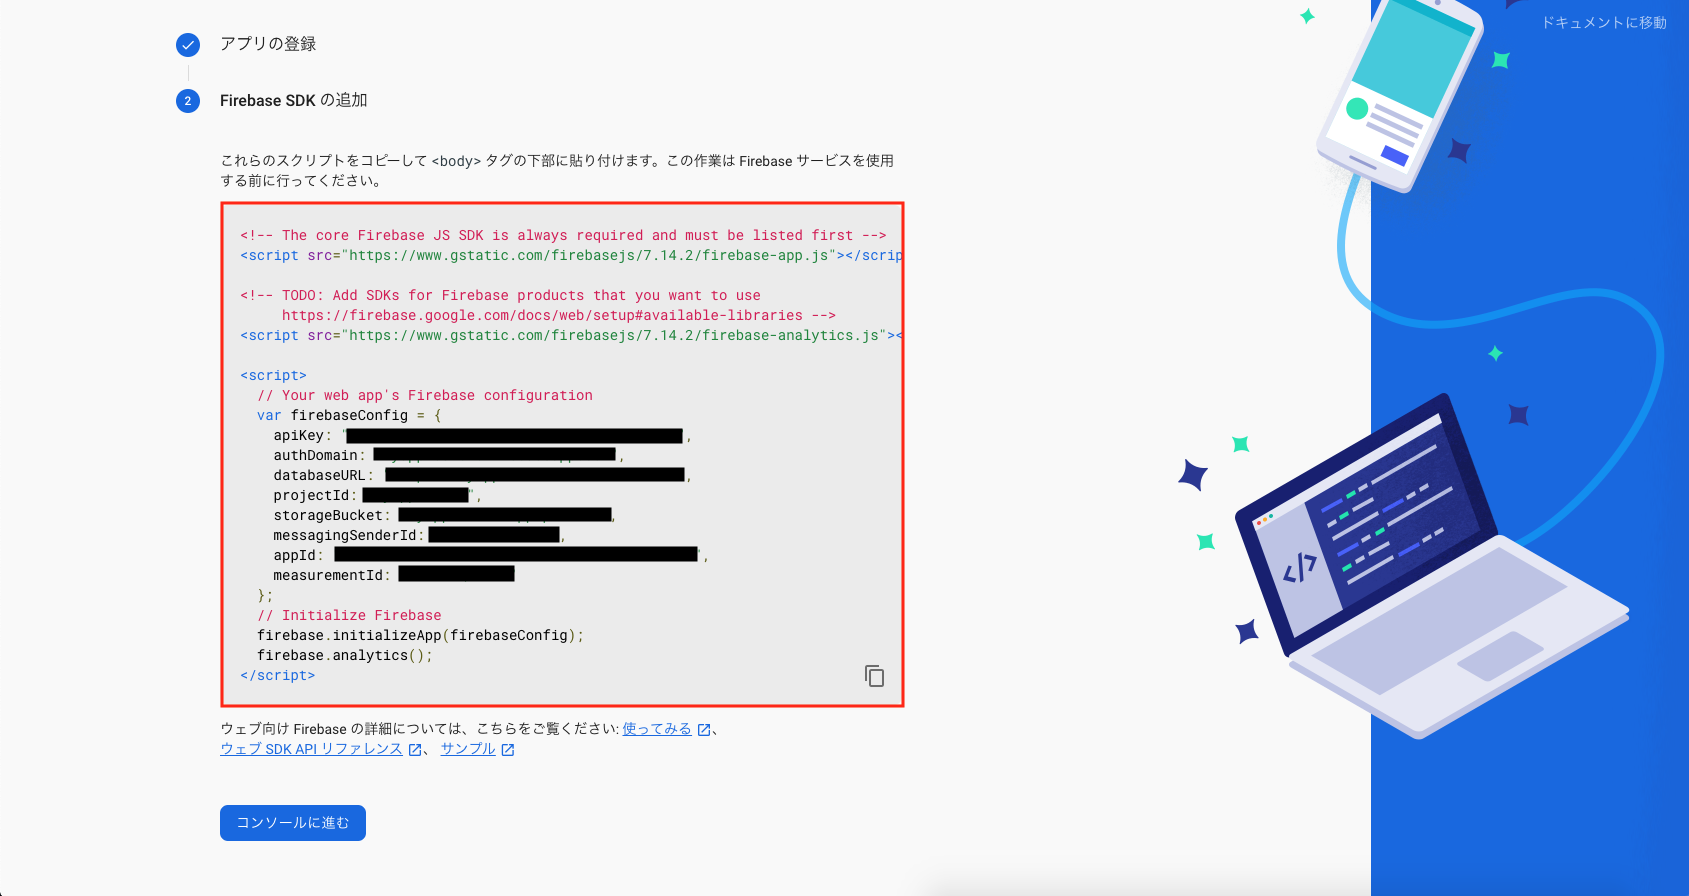 ドキュメントに移動
アプリの登録
2 Firebase SDK の追加
これらのスクリプトをコピーして <body> タグの下部に貼り付けます。この作業は Firebase サービスを使用
する前に行ってください。
<!-- The core Firebase JS SDK is always required and must be listed first -->
<script src="https://www.gstatic.com/firebasejs/7.14.2/firebase-app.js"></scrip
<!-- TODO: Add SDKs for Firebase products that you want to use
https://firebase.google.com/docs/web/setup#available-libraries -->
<script src="https://www.gstatic.com/firebasejs/7.14.2/firebase-analytics.js"><
<script>
// Your web app's Firebase configuration
var firebaseConfig = {
apiKey: "",
authDomain: ,
databaseURL: ,
projectId: ",
storageBucket: ,
messagingSenderId: ,
appId: ,
measurementId:
};
// Initialize Firebase
firebase.initializeApp(firebaseConfig);
firebase.analytics();
</script>
ウェブ向け Firebase の詳細については、こちらをご覧ください: 使ってみる 、
ウェブ SDK API リファレンス 、 サンプル
コンソールに進む
</>